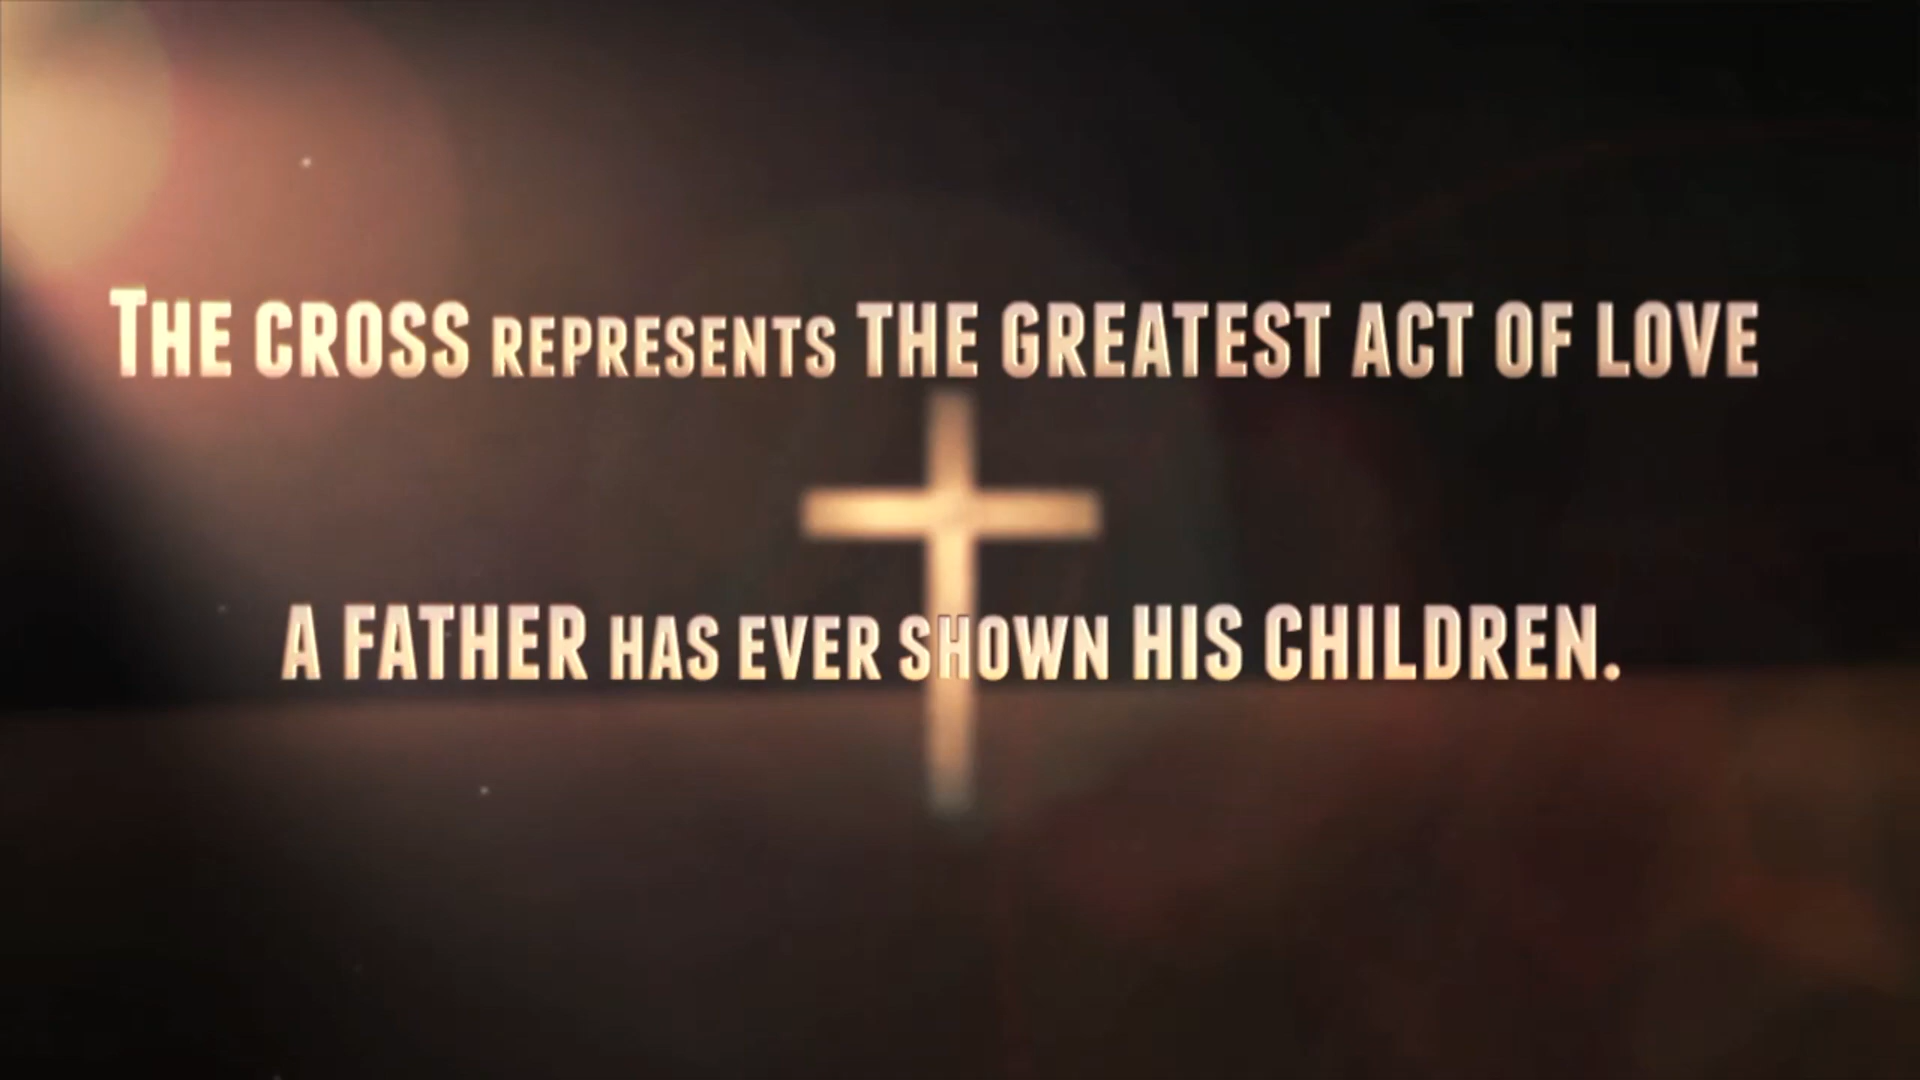 THE CROSS REPRESENTS THE GREATEST ACT OF LOVE
A FATHER HAS EVER SHOWN HIS CHILDREN.